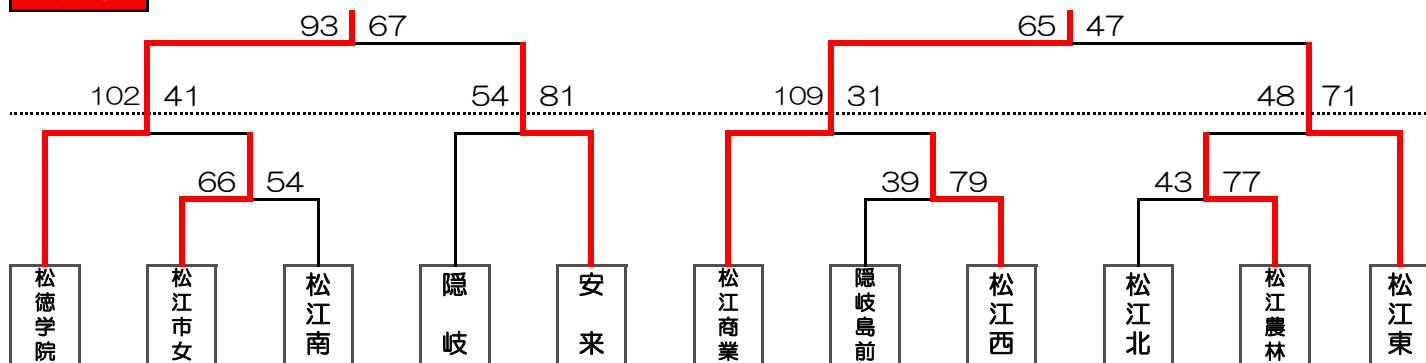 93 67
65 47
102 41
54 81
109 31
48 71
66 54
39 79
43 77
松徳学院
松江市女
松江南
隠岐
安来
松江商業
隠岐島前
松江西
松江北
松江農林
松江東